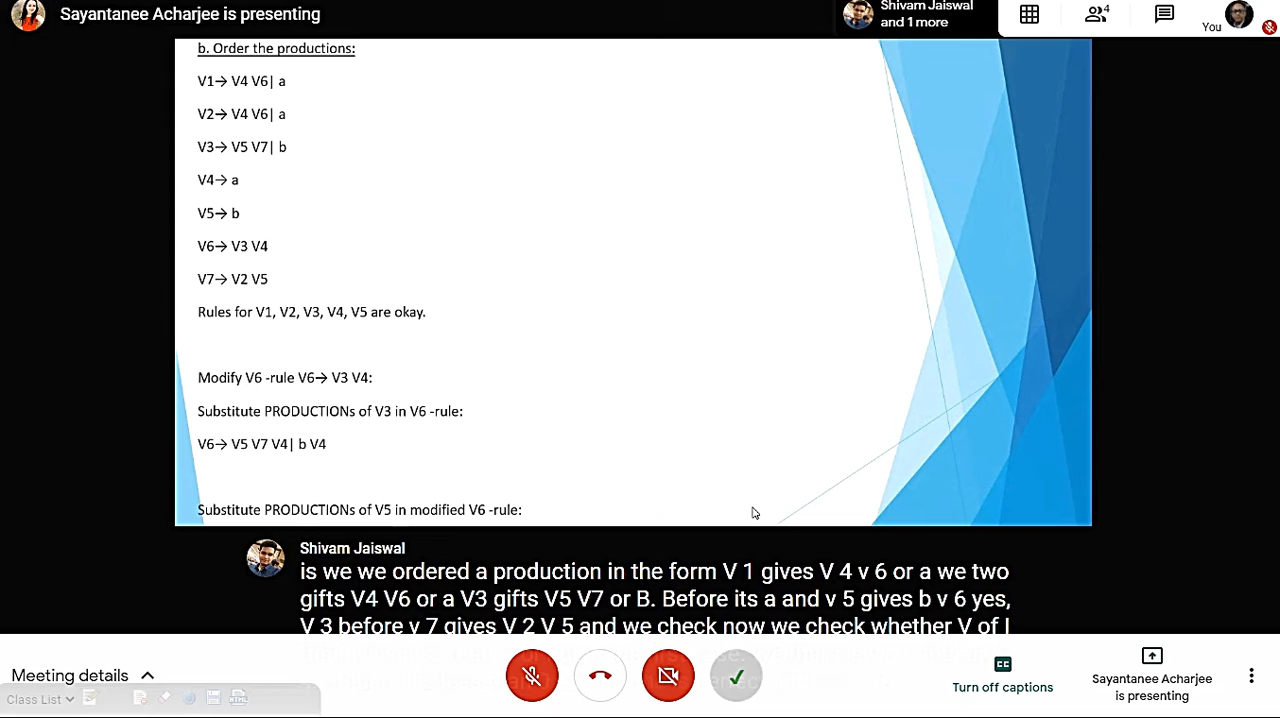 Sayantanee Acharjee is presenting
Shivam Jaiswal
and 1 more
4
You
b. Order the productions:
V1→ V4 V6| a
V2→ V4 V6| a
V3→ V5 V7| b
V4→ a
V5→ b
V6→ V3 V4
V7→ V2 V5
Rules for V1, V2, V3, V4, V5 are okay.
Modify V6 -rule V6→ V3 V4:
Substitute PRODUCTIONs of V3 in V6 -rule:
V6→ V5 V7 V4| b V4
Substitute PRODUCTIONs of V5 in modified V6 -rule:
Shivam Jaiswal
is we we ordered a production in the form V 1 gives V 4 v 6 or a we two
gifts V4 V6 or a V3 gifts V5 V7 or B. Before its a and v 5 gives b v 6 yes,
V 3 before v 7 gives V 2 V 5 and we check now we check whether V of I
Meeting details
Class List
CC
Turn off captions
Sayantanee Acharjee
is presenting